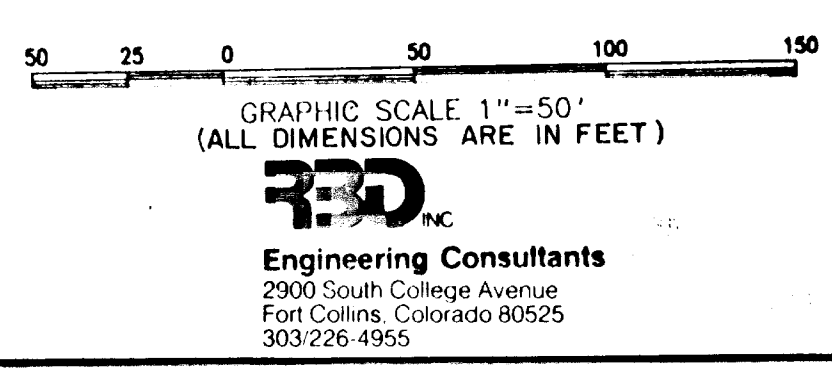 50 25 0 50 100 150
GRAPHIC SCALE 1"=50'
(ALL DIMENSIONS ARE IN FEET)
RBD INC
Engineering Consultants
2900 South College Avenue
Fort Collins, Colorado 80525
303/226-4955